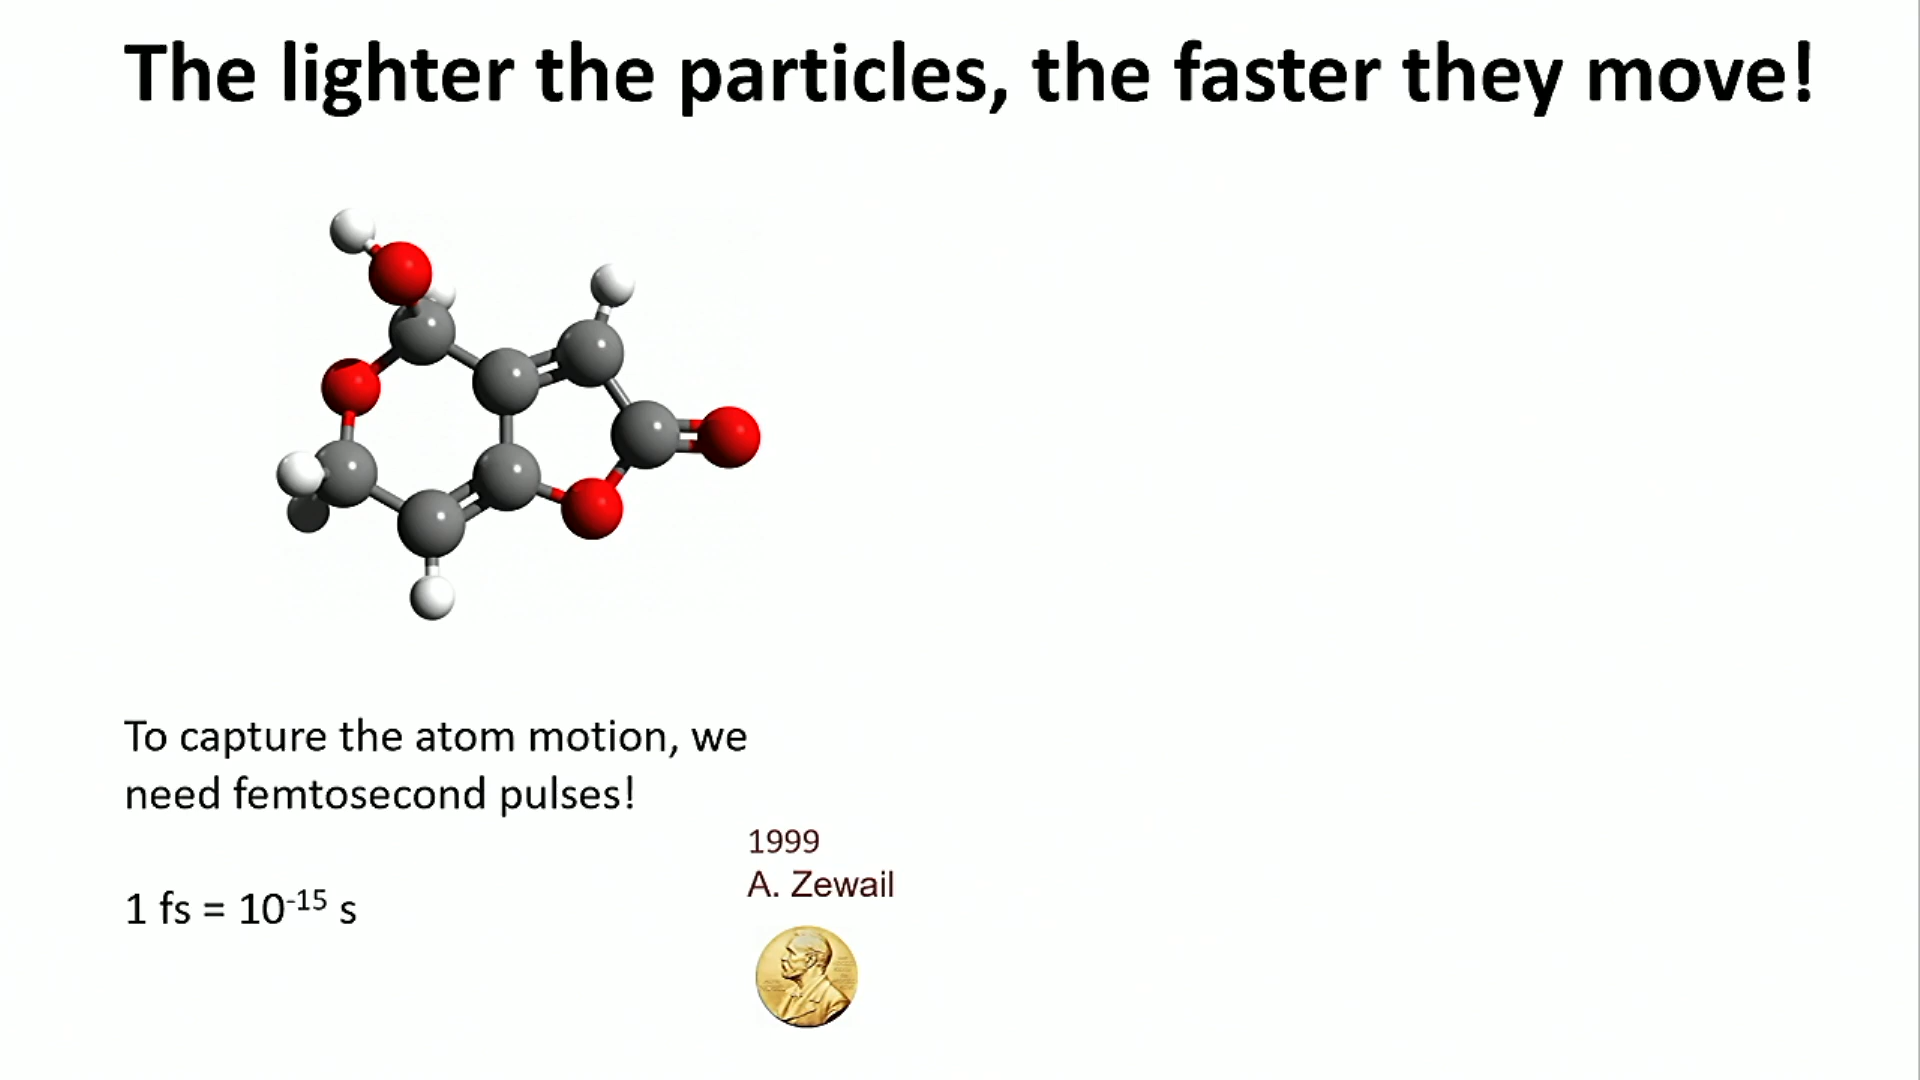 The lighter the particles, the faster they move!
To capture the atom motion, we
need femtosecond pulses!
1999
A. Zewail
1 fs = 10⁻¹⁵ s